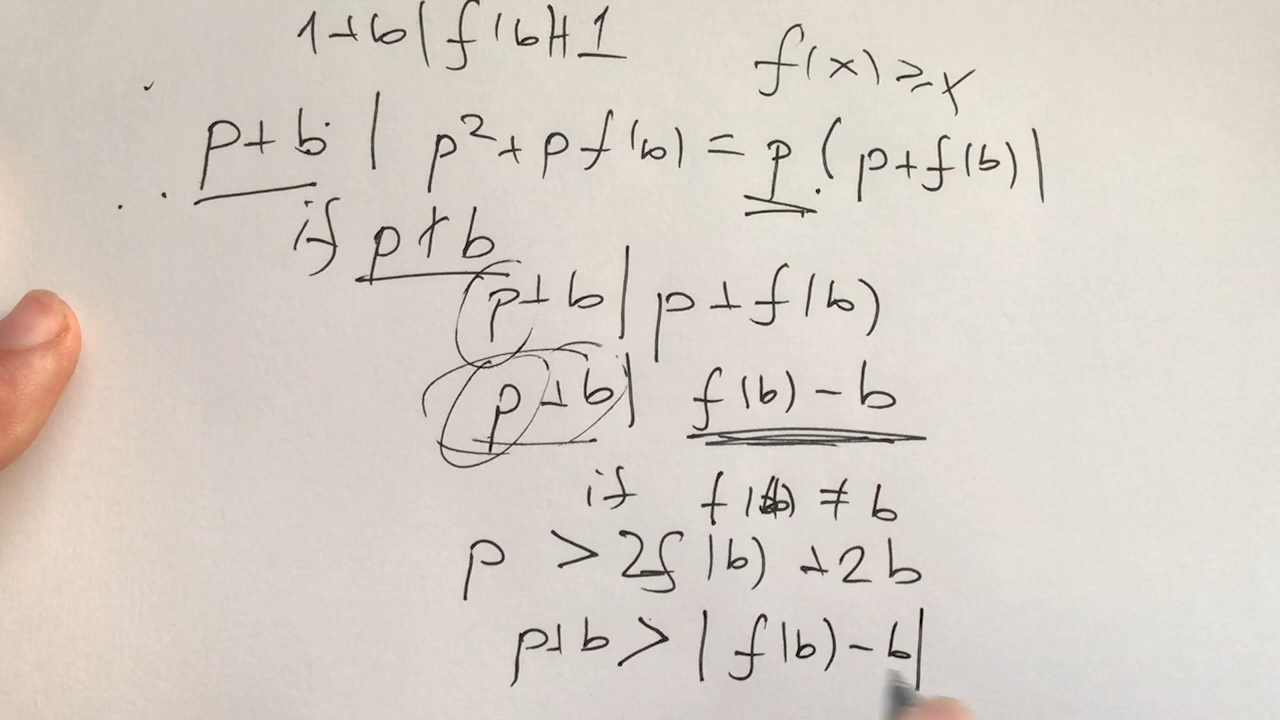 1+b | f(b)+1
f(x) ≥ x
p+b | p²+pf(b) = p.(p+f(b))
if p∤b
p+b | p+f(b)
p+b | f(b)-b
if f(b) ≠ b
p > 2f(b)+2b
p+b > |f(b)-b|